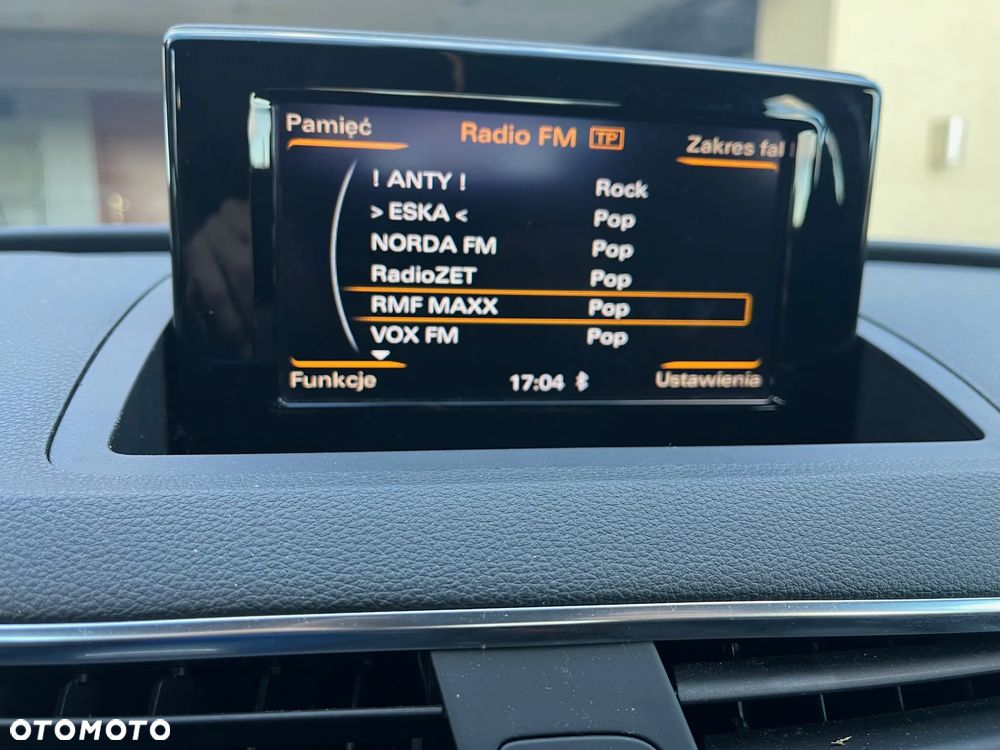 Pamięć
Radio FM TP
Zakres fal
! ANTY ! Rock
> ESKA < Pop
NORDA FM Pop
RadioZET Pop
RMF MAXX Pop
VOX FM Pop
Funkcje
17:04
Ustawienia
OTOMOTO